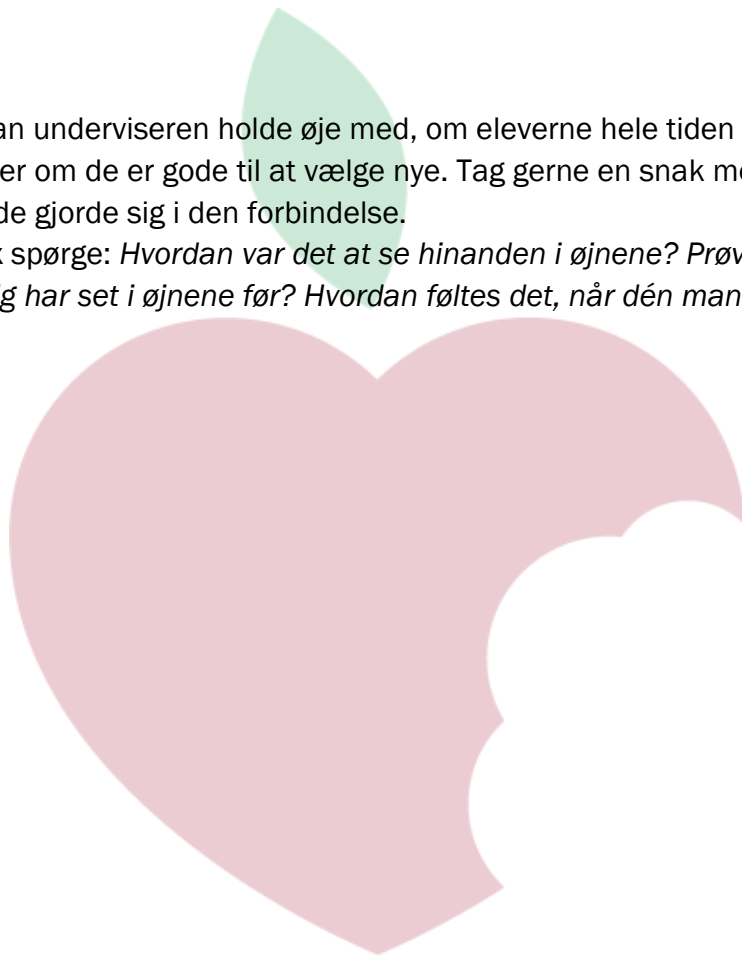 an underviseren holde øje med, om eleverne hele tiden
er om de er gode til at vælge nye. Tag gerne en snak m
de gjorde sig i den forbindelse.
spørge: Hvordan var det at se hinanden i øjnene? Prøv
ig har set i øjnene før? Hvordan føltes det, når dén man